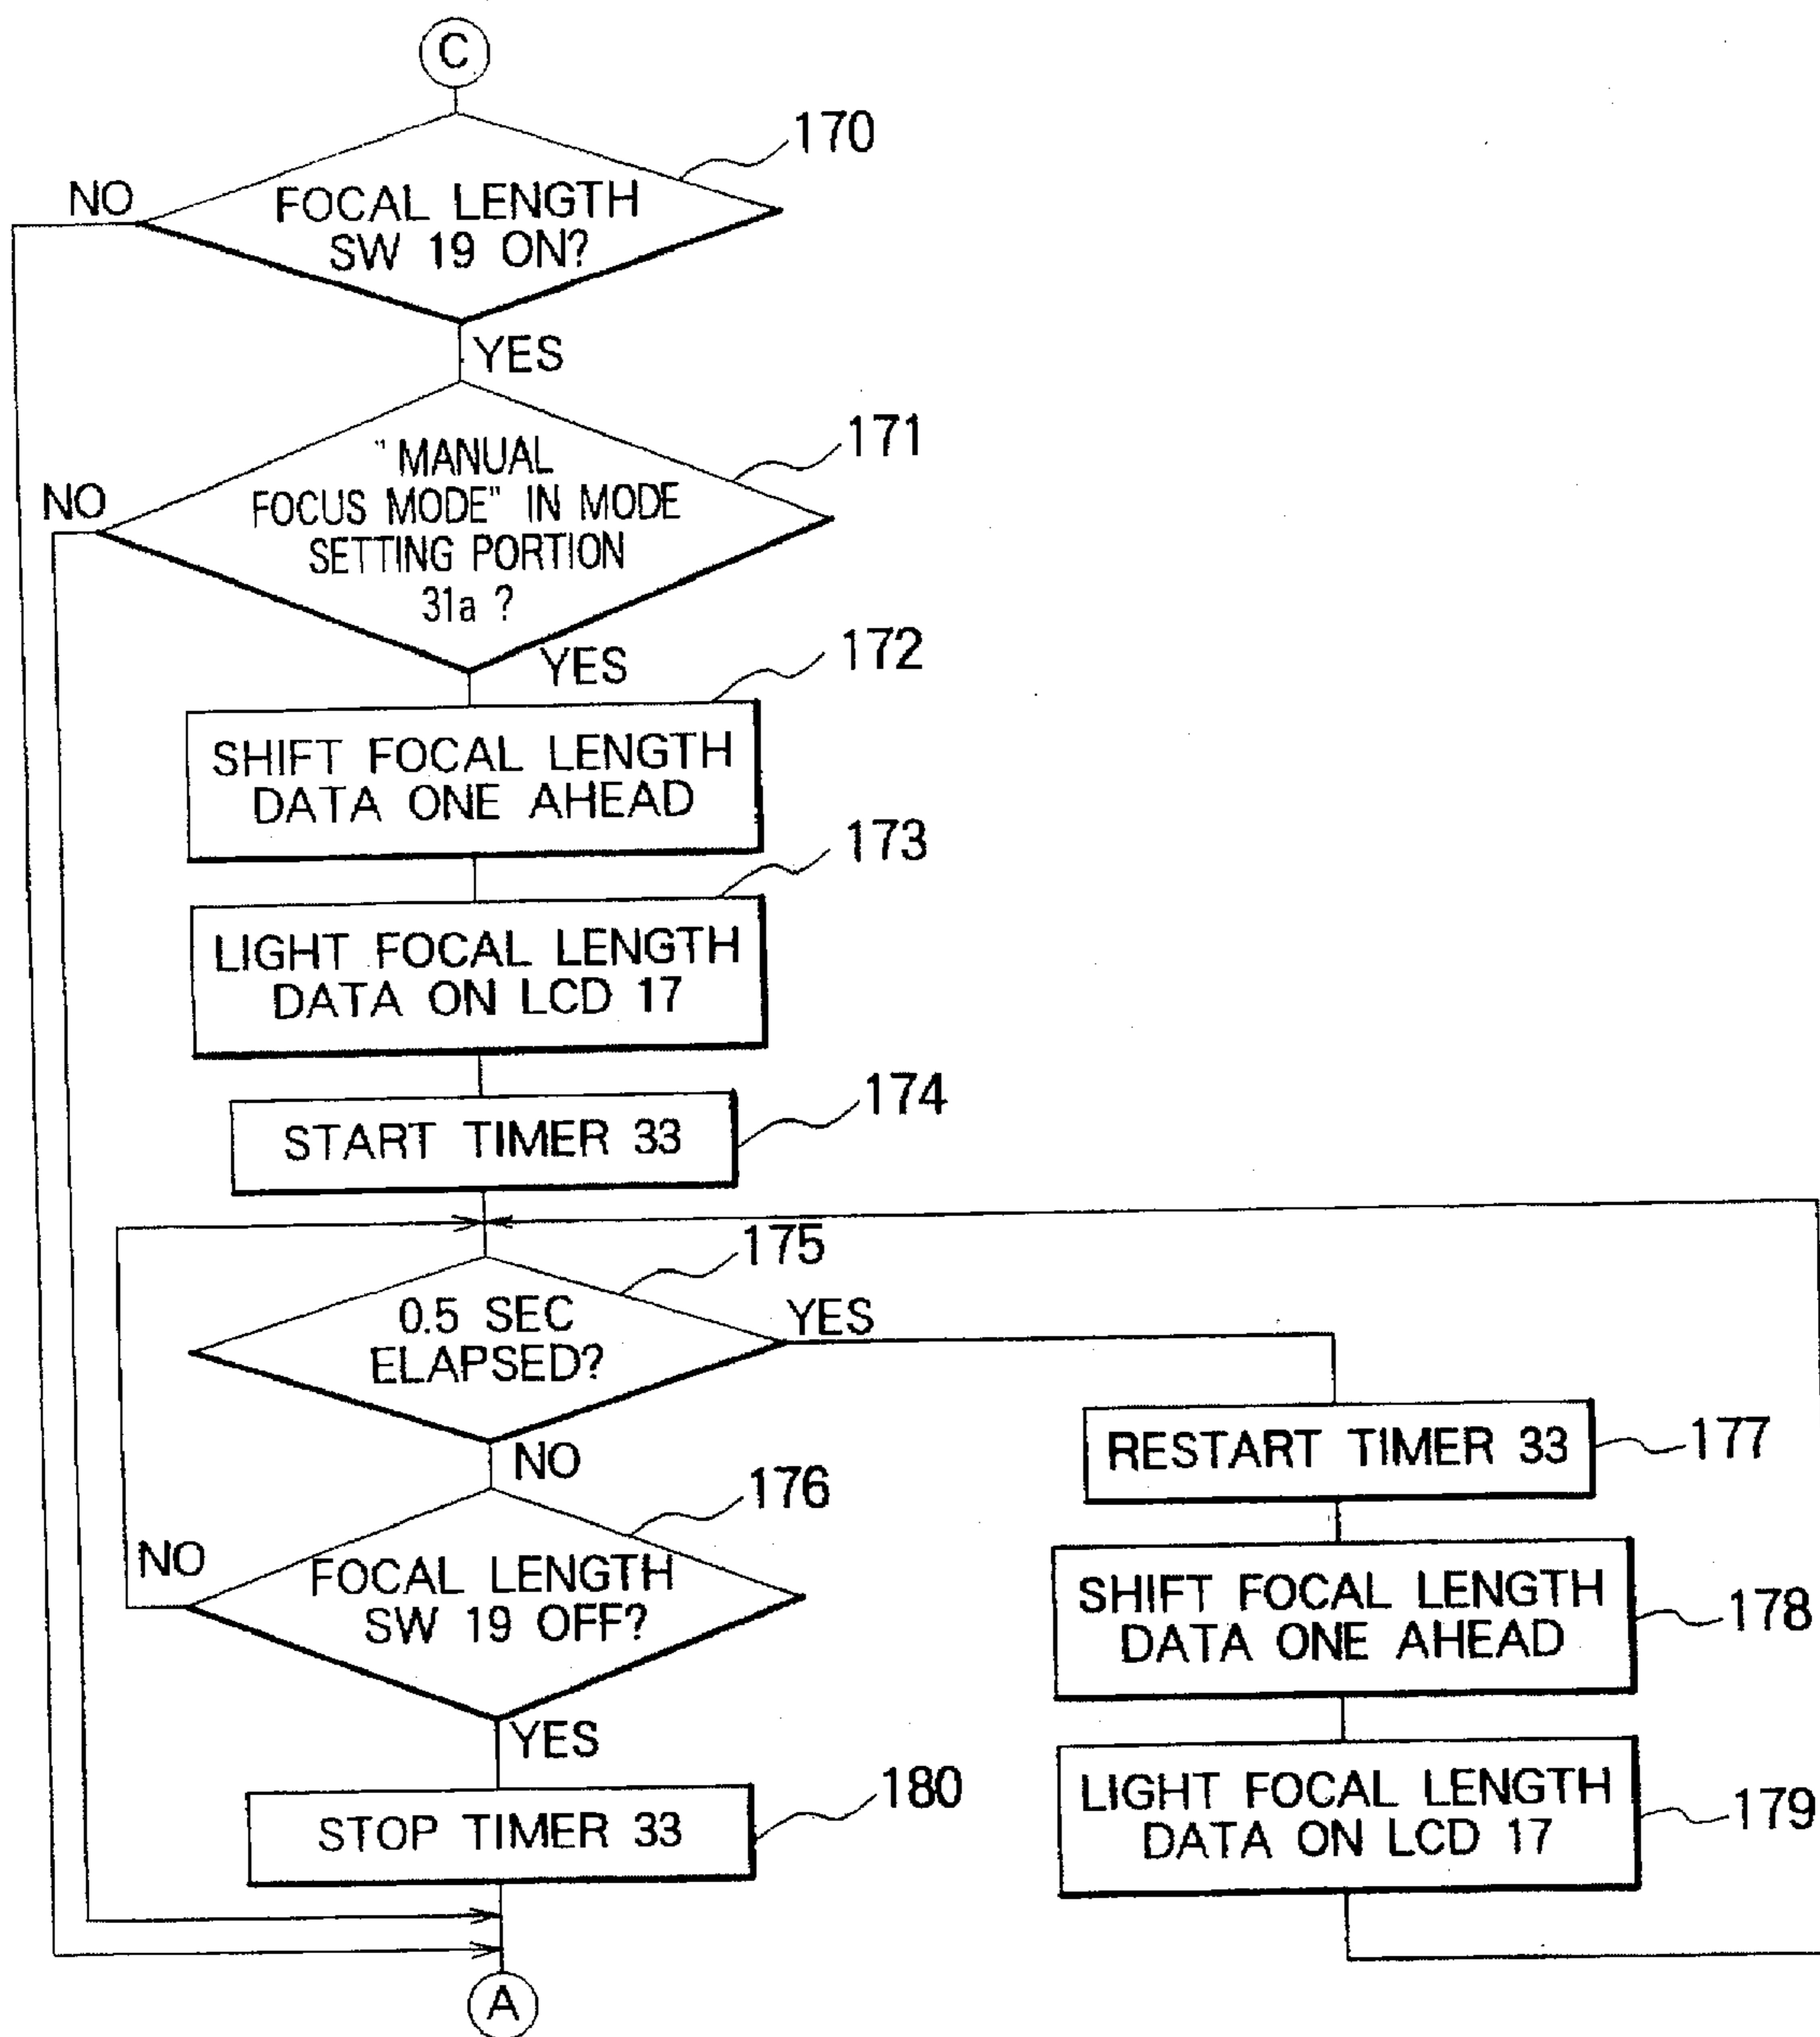 C
170
NO
FOCAL LENGTH
SW 19 ON?
YES
171
NO
"MANUAL
FOCUS MODE" IN MODE
SETTING PORTION
31a ?
YES
172
SHIFT FOCAL LENGTH
DATA ONE AHEAD
173
LIGHT FOCAL LENGTH
DATA ON LCD 17
174
START TIMER 33
175
0.5 SEC
ELAPSED?
YES
NO
177
RESTART TIMER 33
176
NO
FOCAL LENGTH
SW 19 OFF?
YES
178
SHIFT FOCAL LENGTH
DATA ONE AHEAD
179
LIGHT FOCAL LENGTH
DATA ON LCD 17
180
STOP TIMER 33
A